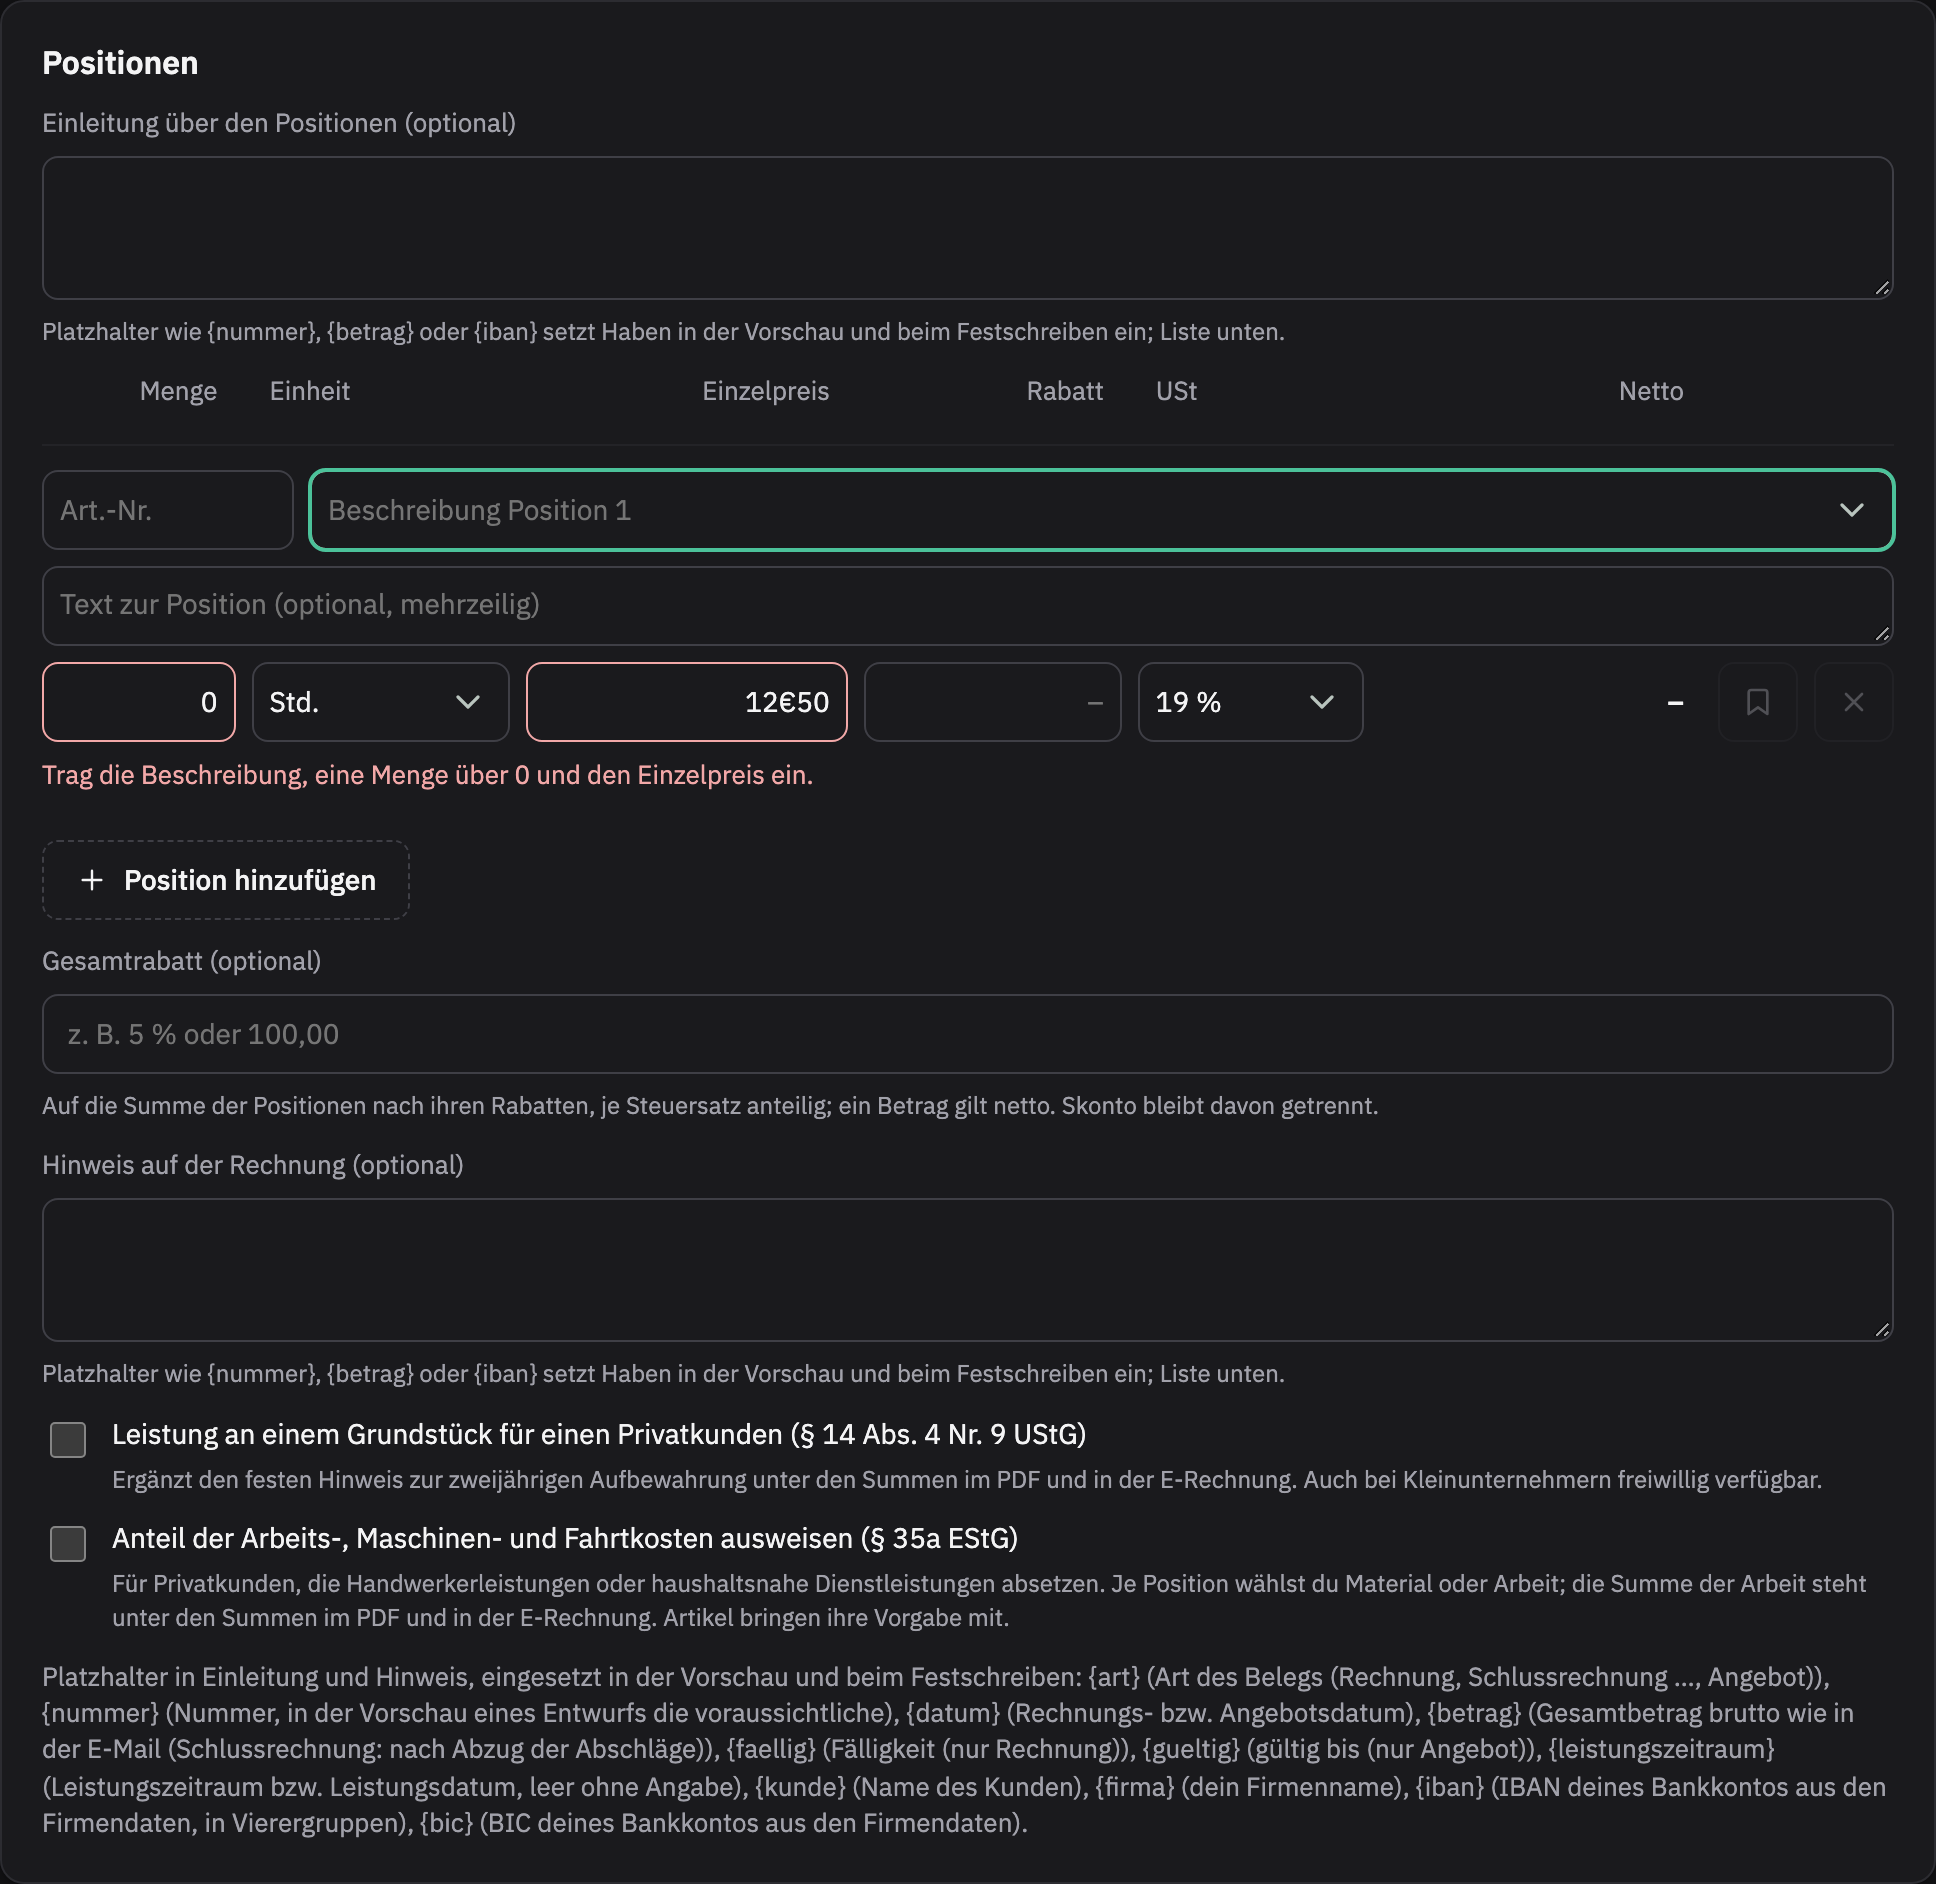 Positionen
Einleitung über den Positionen (optional)
Platzhalter wie {nummer}, {betrag} oder {iban} setzt Haben in der Vorschau und beim Festschreiben ein; Liste unten.
Menge Einheit Einzelpreis Rabatt USt Netto
Art.-Nr. Beschreibung Position 1
Text zur Position (optional, mehrzeilig)
0 Std. 12€50 – 19 % –
Trag die Beschreibung, eine Menge über 0 und den Einzelpreis ein.
+ Position hinzufügen
Gesamtrabatt (optional)
z. B. 5 % oder 100,00
Auf die Summe der Positionen nach ihren Rabatten, je Steuersatz anteilig; ein Betrag gilt netto. Skonto bleibt davon getrennt.
Hinweis auf der Rechnung (optional)
Platzhalter wie {nummer}, {betrag} oder {iban} setzt Haben in der Vorschau und beim Festschreiben ein; Liste unten.
Leistung an einem Grundstück für einen Privatkunden (§ 14 Abs. 4 Nr. 9 UStG)
Ergänzt den festen Hinweis zur zweijährigen Aufbewahrung unter den Summen im PDF und in der E-Rechnung. Auch bei Kleinunternehmern freiwillig verfügbar.
Anteil der Arbeits-, Maschinen- und Fahrtkosten ausweisen (§ 35a EStG)
Für Privatkunden, die Handwerkerleistungen oder haushaltsnahe Dienstleistungen absetzen. Je Position wählst du Material oder Arbeit; die Summe der Arbeit steht
unter den Summen im PDF und in der E-Rechnung. Artikel bringen ihre Vorgabe mit.
Platzhalter in Einleitung und Hinweis, eingesetzt in der Vorschau und beim Festschreiben: {art} (Art des Belegs (Rechnung, Schlussrechnung …, Angebot)),
{nummer} (Nummer, in der Vorschau eines Entwurfs die voraussichtliche), {datum} (Rechnungs- bzw. Angebotsdatum), {betrag} (Gesamtbetrag brutto wie in
der E-Mail (Schlussrechnung: nach Abzug der Abschläge)), {faellig} (Fälligkeit (nur Rechnung)), {gueltig} (gültig bis (nur Angebot)), {leistungszeitraum}
(Leistungszeitraum bzw. Leistungsdatum, leer ohne Angabe), {kunde} (Name des Kunden), {firma} (dein Firmenname), {iban} (IBAN deines Bankkontos aus den
Firmendaten, in Vierergruppen), {bic} (BIC deines Bankkontos aus den Firmendaten).